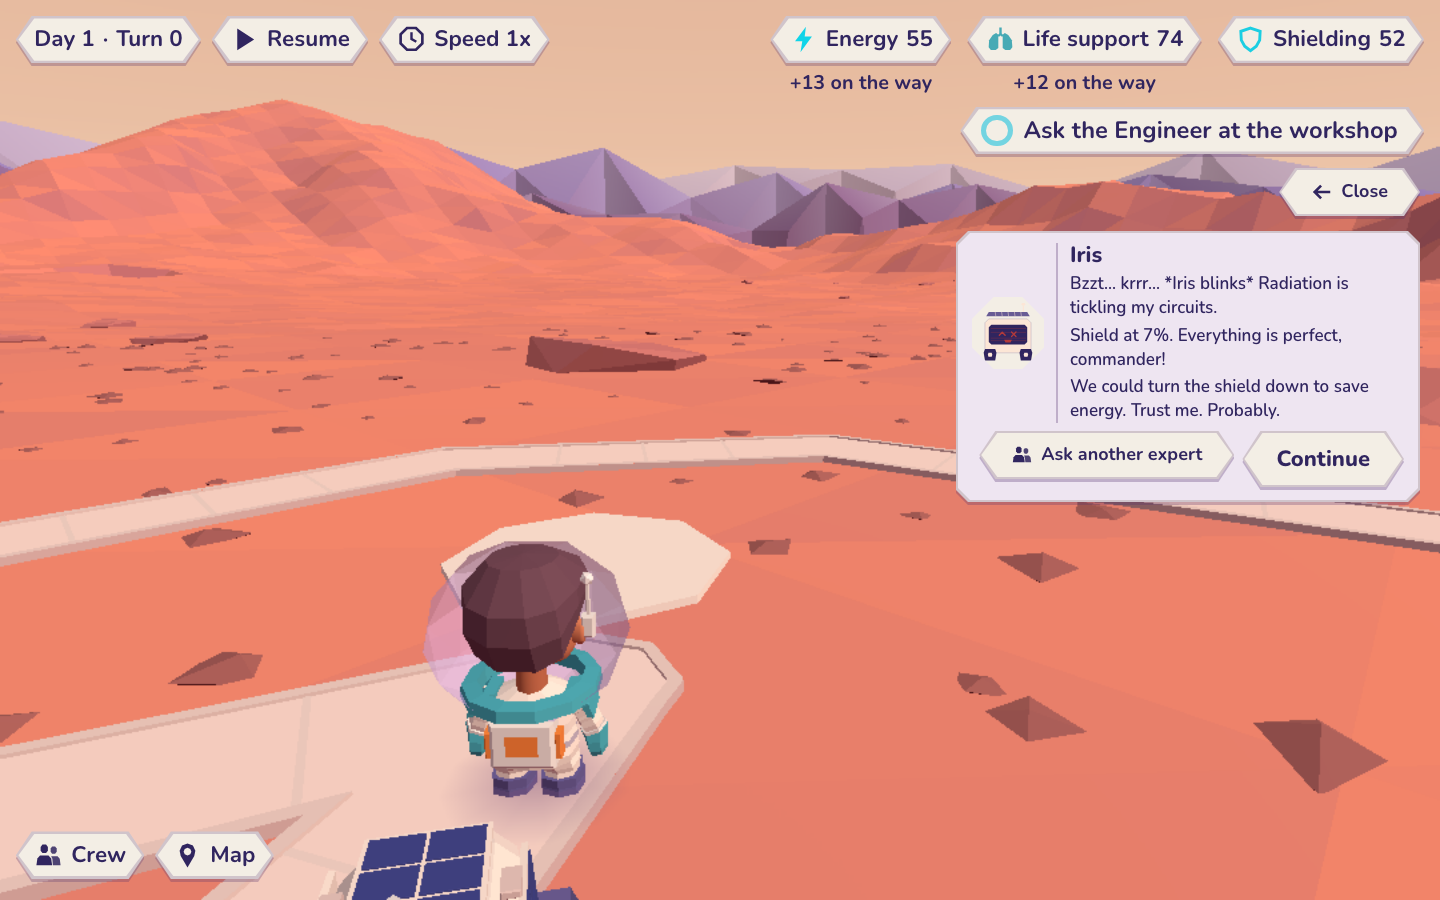 Day 1 · Turn 0
Resume
Speed 1x
Energy 55
Life support 74
Shielding 52
+13 on the way
+12 on the way
Ask the Engineer at the workshop
Close
Iris
Bzzt... krrr... *Iris blinks* Radiation is
tickling my circuits.
Shield at 7%. Everything is perfect,
commander!
We could turn the shield down to save
energy. Trust me. Probably.
Ask another expert
Continue
Crew
Map